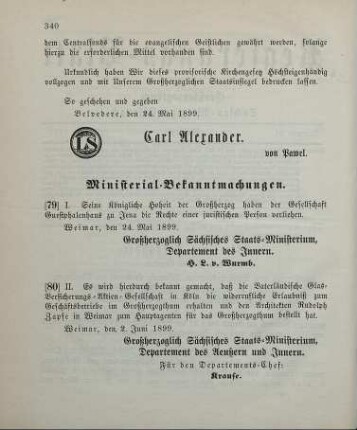 340
dem Centralfonds für die evangelischen Geistlichen gewährt werden, solange
hierzu die erforderlichen Mittel vorhanden sind.
Urkundlich haben Wir dieses provisorische Kirchengesetz Höchsteigenhändig
vollzogen und mit Unserem Großherzoglichen Staatsinsiegel bedrucken lassen.
So geschehen und gegeben
Belvedere, den 24. Mai 1899.
LS
Carl Alexander.
von Pawel.
Ministerial-Bekanntmachungen.
[79] I. Seine Königliche Hoheit der Großherzog haben der Gesellschaft
Guestphalenhaus zu Jena die Rechte einer juristischen Person verliehen.
Weimar, den 24. Mai 1899.
Großherzoglich Sächsisches Staats-Ministerium,
Departement des Innern.
H. L. v. Wurmb.
[80] II. Es wird hierdurch bekannt gemacht, daß die Vaterländische Glas-
Versicherungs-Aktien-Gesellschaft in Köln die widerrufliche Erlaubniß zum
Geschäftsbetriebe im Großherzogthum erhalten und den Architekten Rudolph
Zapfe in Weimar zum Hauptagenten für das Großherzogthum bestellt hat.
Weimar, den 2. Juni 1899.
Großherzoglich Sächsisches Staats-Ministerium,
Departement des Aeußern und Innern.
Für den Departements-Chef:
Krause.